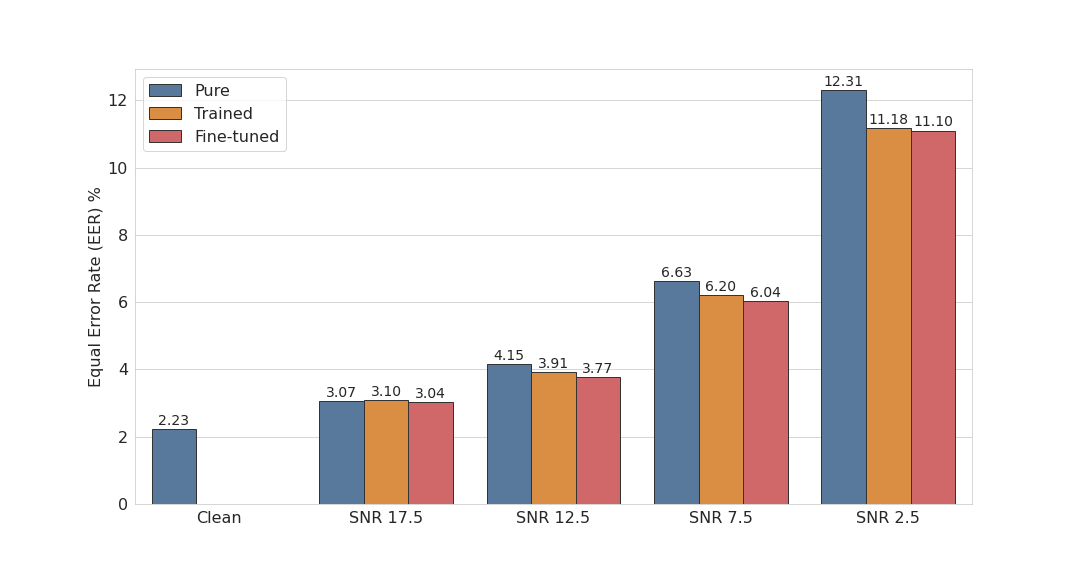 Pure
Trained
Fine-tuned
Equal Error Rate (EER) %
12
10
8
6
4
2
0
2.23
3.07
3.10
3.04
4.15
3.91
3.77
6.63
6.20
6.04
12.31
11.18
11.10
Clean
SNR 17.5
SNR 12.5
SNR 7.5
SNR 2.5